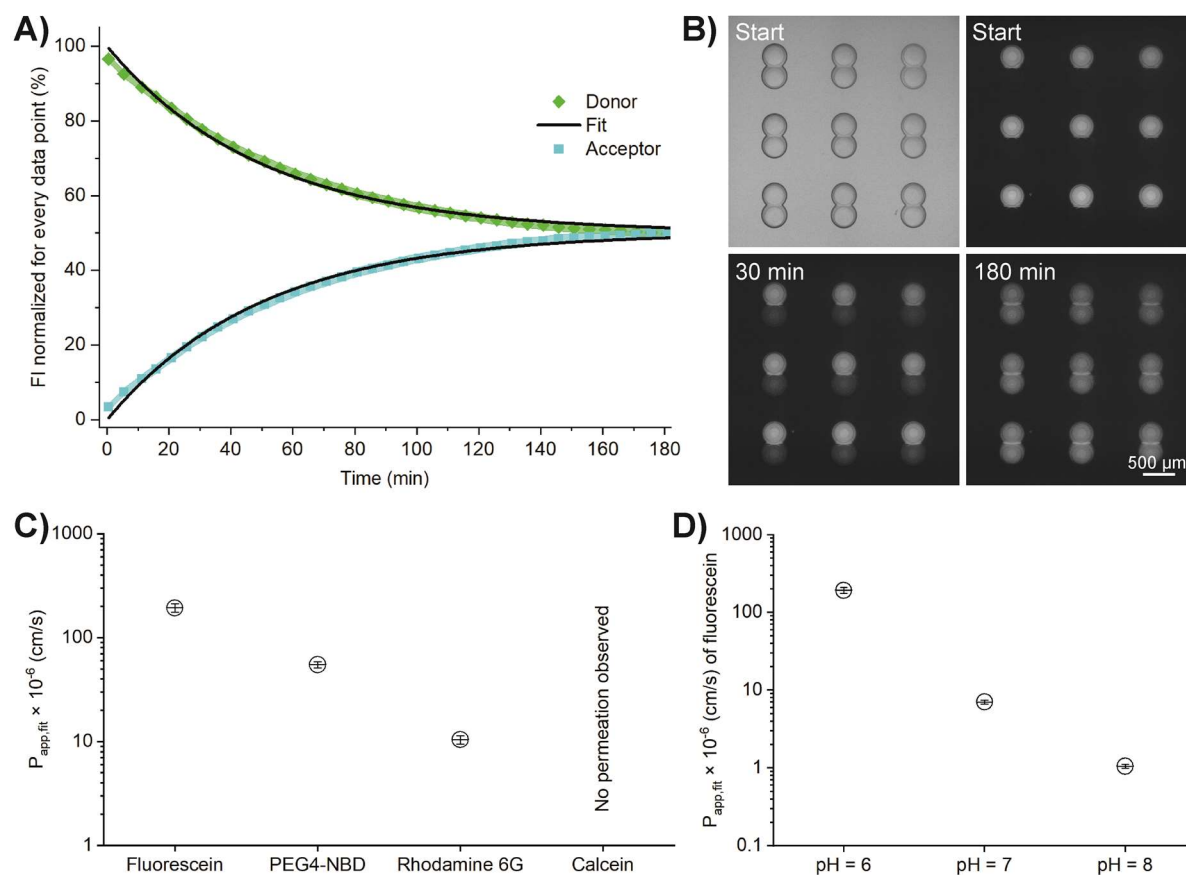 A)
FI normalized for every data point (%)
100
80
60
40
20
0
Donor
Fit
Acceptor
0 20 40 60 80 100 120 140 160 180
Time (min)
B)
Start
Start
30 min
180 min
500 µm
C)
P_app,fit × 10⁻⁶ (cm/s)
1000
100
10
1
No permeation observed
Fluorescein PEG4-NBD Rhodamine 6G Calcein
D)
P_app,fit × 10⁻⁶ (cm/s) of fluorescein
1000
100
10
1
0.1
pH = 6 pH = 7 pH = 8